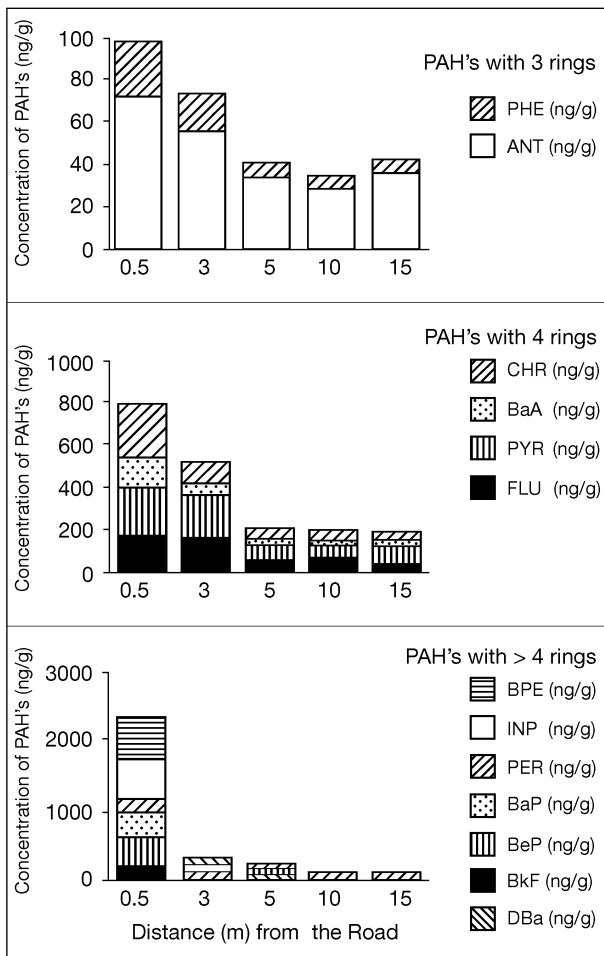 Concentration of PAH's (ng/g)
100
80
60
40
20
0
0.5 3 5 10 15
PAH's with 3 rings
PHE (ng/g)
ANT (ng/g)
Concentration of PAH's (ng/g)
1000
800
600
400
200
0
0.5 3 5 10 15
PAH's with 4 rings
CHR (ng/g)
BaA (ng/g)
PYR (ng/g)
FLU (ng/g)
Concentration of PAH's (ng/g)
3000
2000
1000
0
0.5 3 5 10 15
Distance (m) from the Road
PAH's with > 4 rings
BPE (ng/g)
INP (ng/g)
PER (ng/g)
BaP (ng/g)
BeP (ng/g)
BkF (ng/g)
DBa (ng/g)